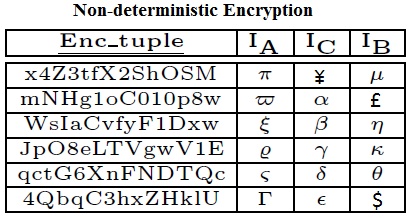 Non-deterministic Encryption
Enc_tuple I_A I_C I_B
x4Z3tfX2ShOSM π ¥ μ
mNHg1oC010p8w ϖ α £
WsIaCvfyF1Dxw ξ β η
JpO8eLTVgwV1E ϱ γ κ
qctG6XnFNDTQc ς δ θ
4QbqC3hxZHklU Γ ϵ $